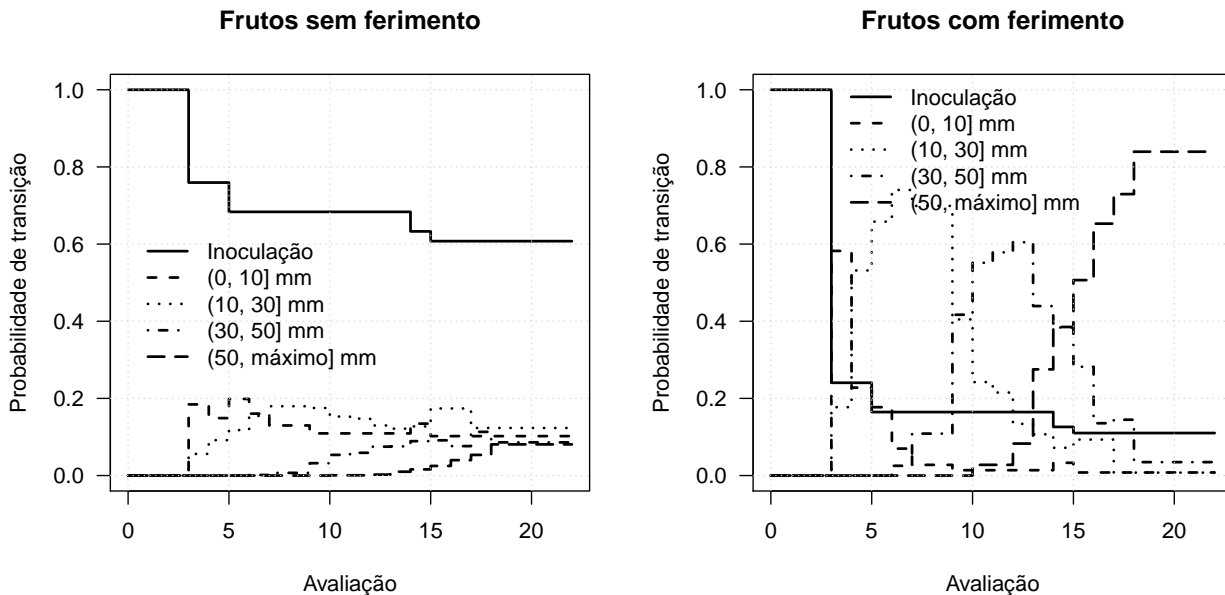 Frutos sem ferimento
Probabilidade de transição
1.0
0.8
0.6
0.4
0.2
0.0
Inoculação
(0, 10] mm
(10, 30] mm
(30, 50] mm
(50, máximo] mm
0 5 10 15 20
Avaliação
Frutos com ferimento
Probabilidade de transição
1.0
0.8
0.6
0.4
0.2
0.0
Inoculação
(0, 10] mm
(10, 30] mm
(30, 50] mm
(50, máximo] mm
0 5 10 15 20
Avaliação